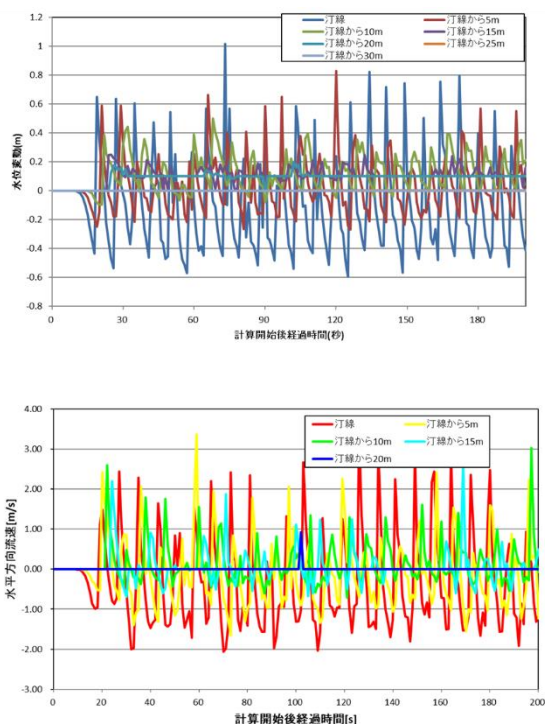 1.2
1
0.8
0.6
0.4
0.2
0
-0.2
-0.4
-0.6
-0.8
水位変動(m)
汀線 汀線から5m
汀線から10m 汀線から15m
汀線から20m 汀線から25m
汀線から30m
0 30 60 90 120 150 180
計算開始後経過時間(秒)
4.00
3.00
2.00
1.00
0.00
-1.00
-2.00
-3.00
水平方向流速[m/s]
汀線 汀線から5m
汀線から10m 汀線から15m
汀線から20m
0 20 40 60 80 100 120 140 160 180 200
計算開始後経過時間[s]